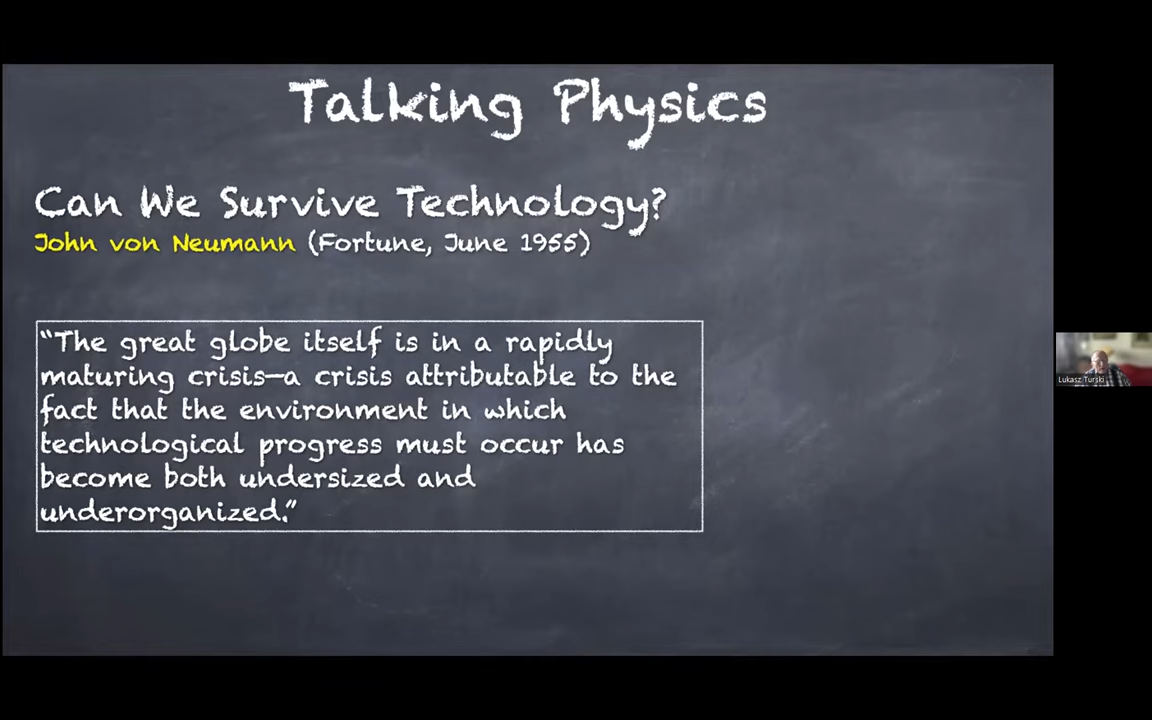 Talking Physics
Can We Survive Technology?
John von Neumann (Fortune, June 1955)
“The great globe itself is in a rapidly
maturing crisis—a crisis attributable to the
fact that the environment in which
technological progress must occur has
become both undersized and
underorganized.”
Lukasz Turski